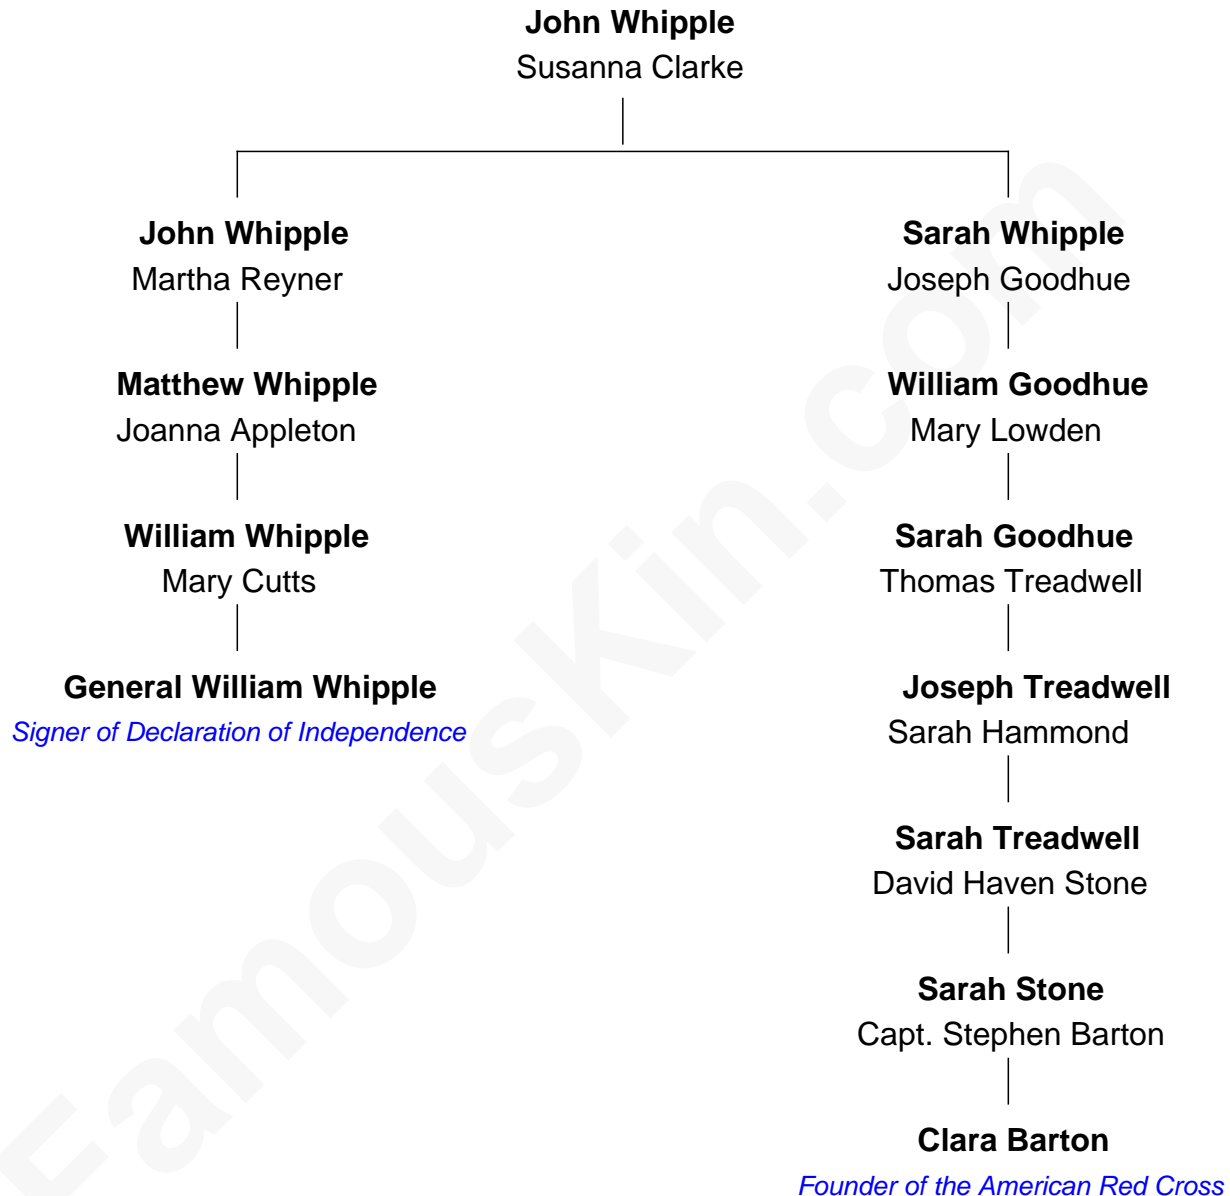 John Whipple
Susanna Clarke
John Whipple
Martha Reyner
Matthew Whipple
Joanna Appleton
William Whipple
Mary Cutts
General William Whipple
Signer of Declaration of Independence
Sarah Whipple
Joseph Goodhue
William Goodhue
Mary Lowden
Sarah Goodhue
Thomas Treadwell
Joseph Treadwell
Sarah Hammond
Sarah Treadwell
David Haven Stone
Sarah Stone
Capt. Stephen Barton
Clara Barton
Founder of the American Red Cross
FamousKin.com